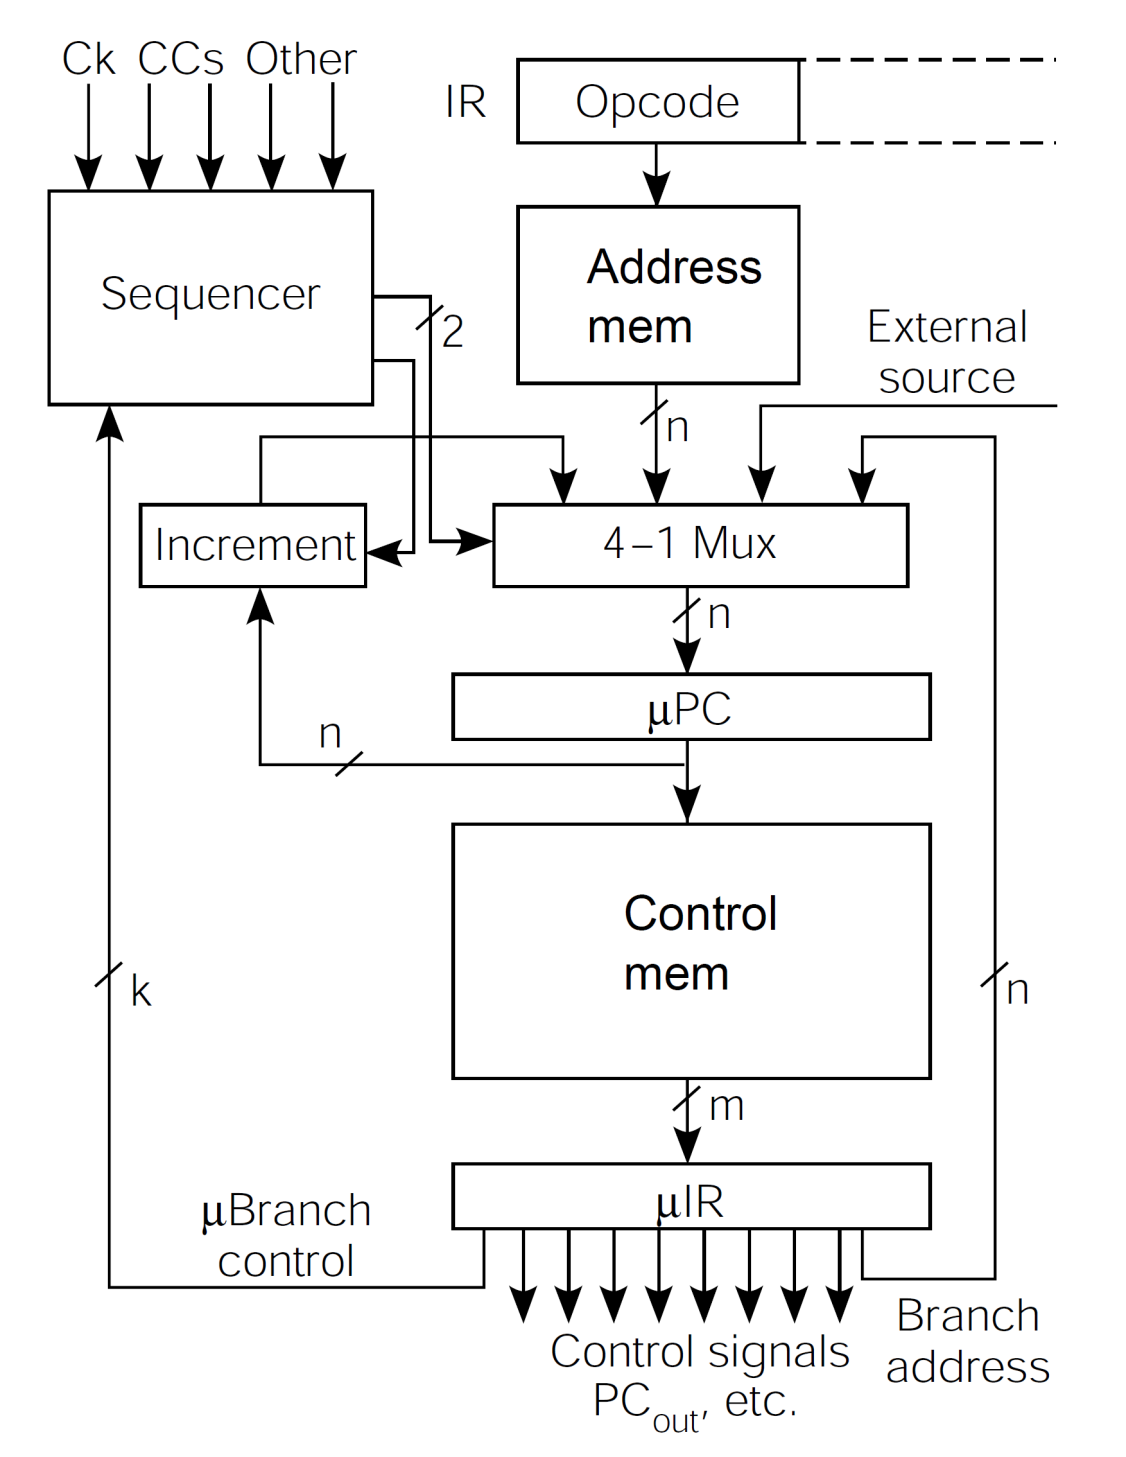 Ck CCs Other
IR
Opcode
Sequencer
Address
mem
2
External
source
n
Increment
4–1 Mux
n
μPC
n
Control
mem
k
n
m
μIR
μBranch
control
Control signals
PCout, etc.
Branch
address